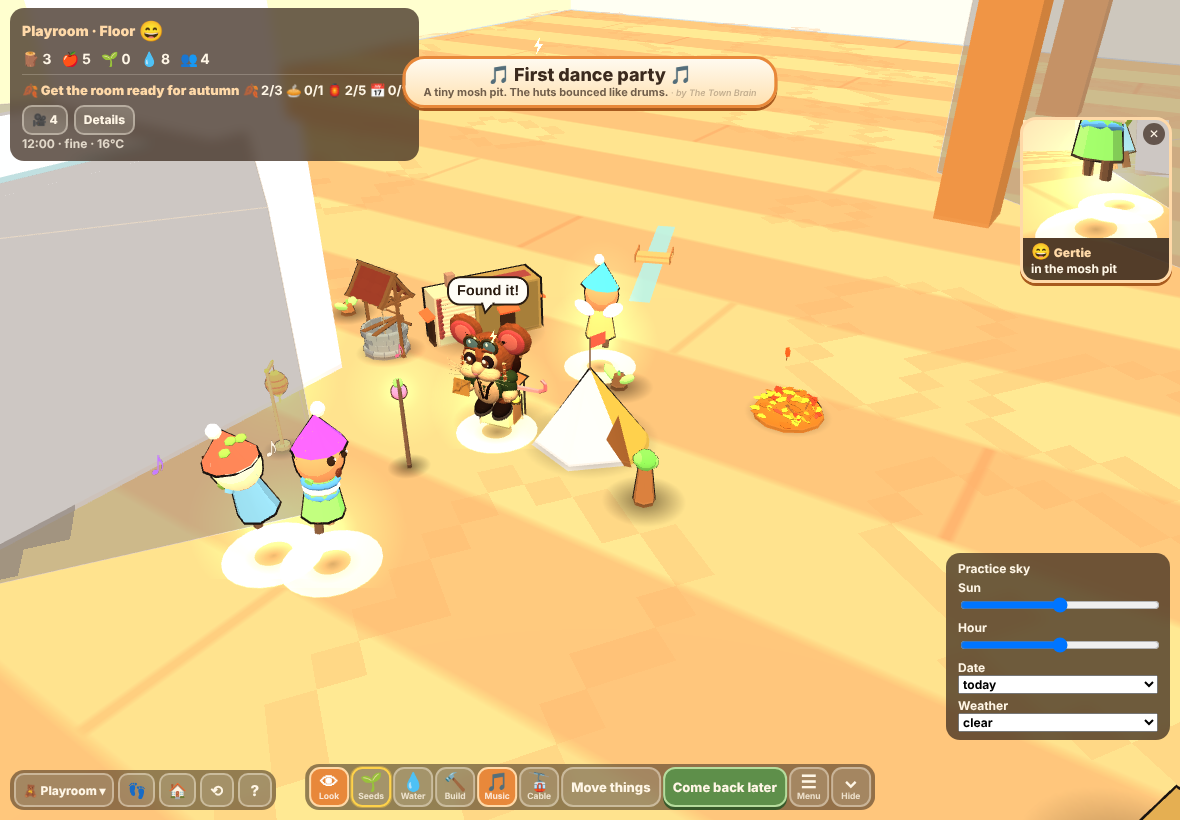 Playroom · Floor
3 5 0 8 4
Get the room ready for autumn 2/3 0/1 2/5 0/
4 Details
12:00 · fine · 16°C
First dance party
A tiny mosh pit. The huts bounced like drums. · by The Town Brain
Gertie
in the mosh pit
Found it!
Practice sky
Sun
Hour
Date
today
Weather
clear
Playroom
?
Look
Seeds
Water
Build
Music
Cable
Move things
Come back later
Menu
Hide